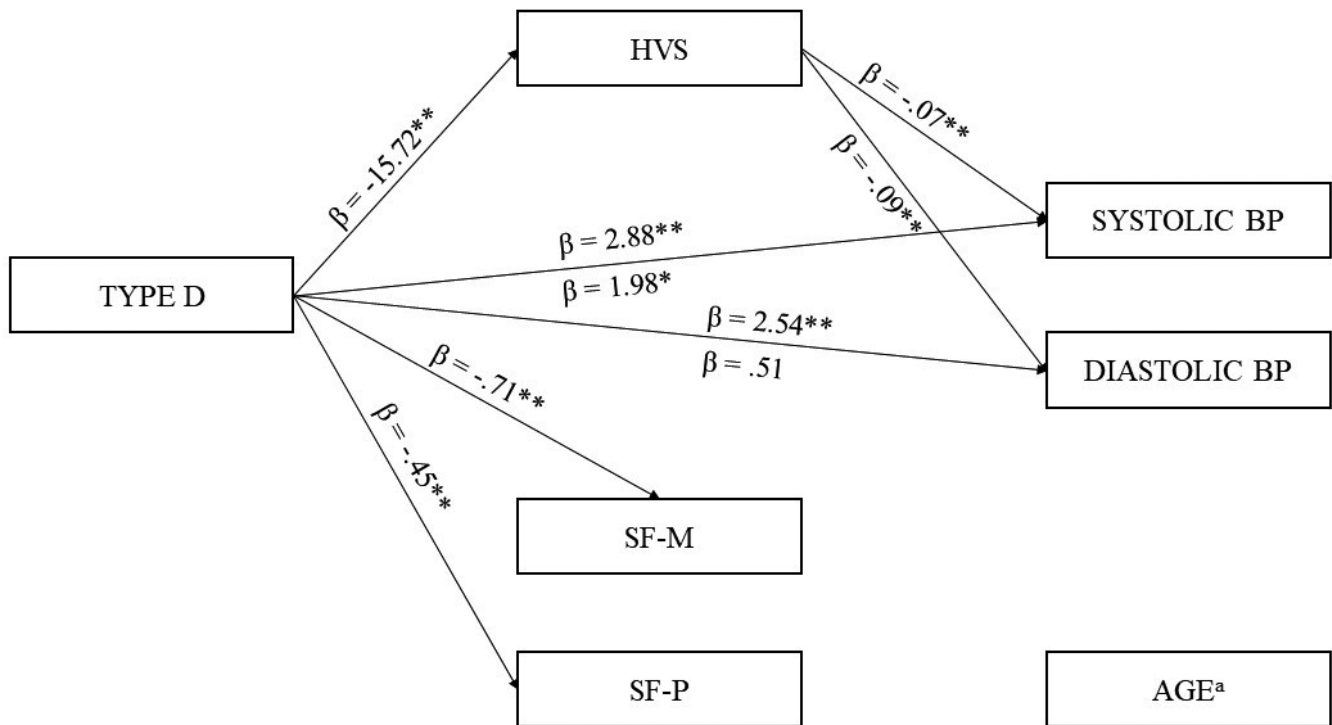 HVS
β = -15.72**
β = -.07**
β = -.09**
SYSTOLIC BP
β = 2.88**
β = 1.98*
TYPE D
β = 2.54**
β = .51
DIASTOLIC BP
β = -.71**
β = -.45**
SF-M
SF-P
AGEᵃ